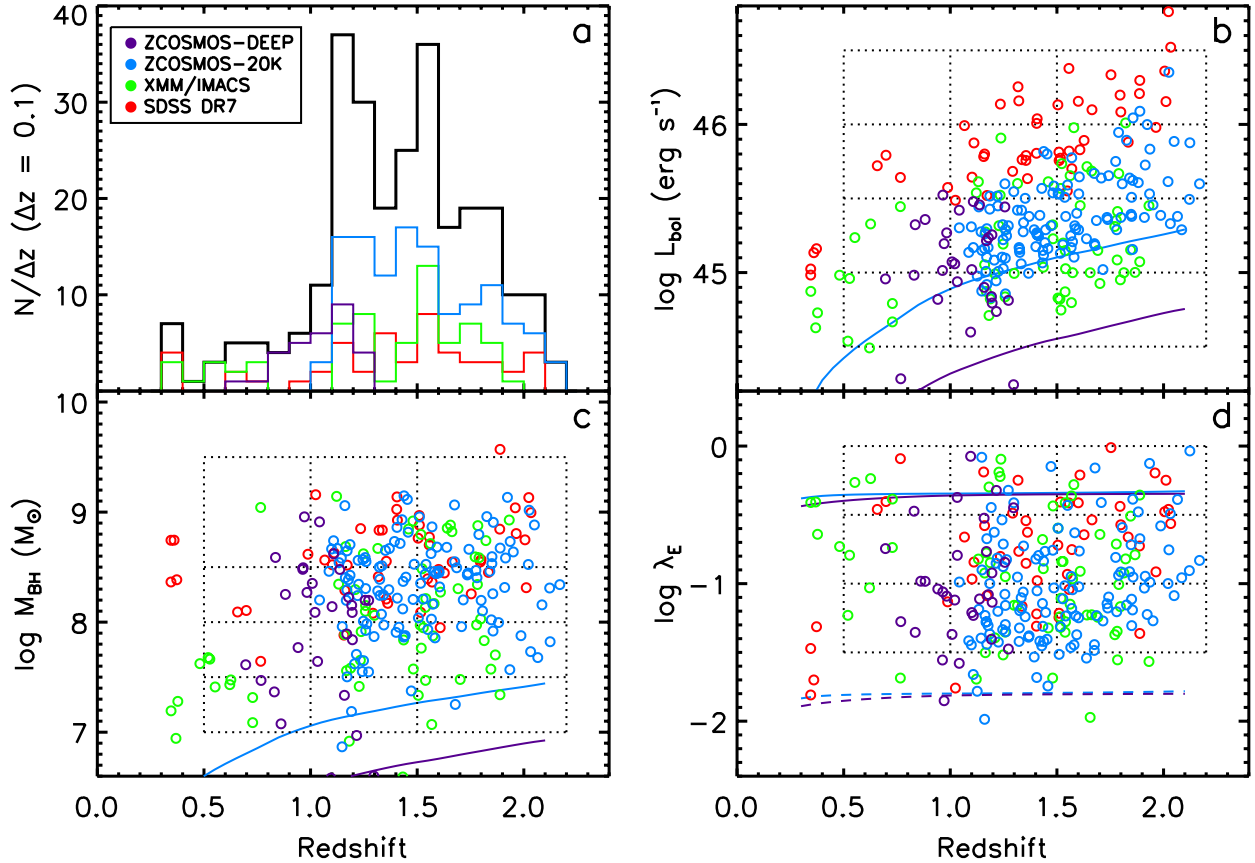 a
40
30
20
10
N/Δz (Δz = 0.1)
ZCOSMOS-DEEP
ZCOSMOS-20K
XMM/IMACS
SDSS DR7
b
46
45
log L_bol (erg s⁻¹)
c
10
9
8
7
log M_BH (M_⊙)
0.0 0.5 1.0 1.5 2.0
Redshift
d
0
−1
−2
log λ_E
0.0 0.5 1.0 1.5 2.0
Redshift